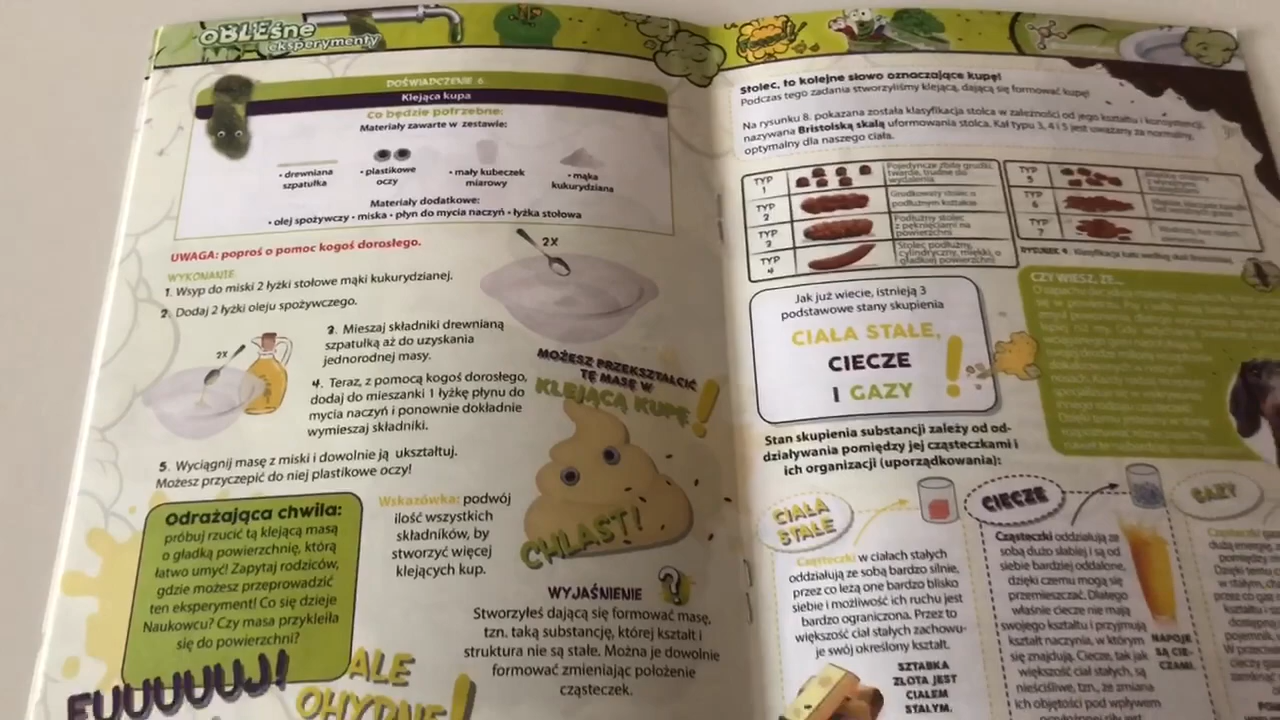 OBLEśne
eksperymenty
DOŚWIADCZENIE 6
Klejąca kupa
Co będzie potrzebne:
Materiały zawarte w zestawie:
• drewniana
szpatułka
• plastikowe
oczy
• mały kubeczek
miarowy
• mąka
kukurydziana
Materiały dodatkowe:
• olej spożywczy • miska • płyn do mycia naczyń • łyżka stołowa
UWAGA: poproś o pomoc kogoś dorosłego.
WYKONANIE
1. Wsyp do miski 2 łyżki stołowe mąki kukurydzianej.
2. Dodaj 2 łyżki oleju spożywczego.
2X
2X
3. Mieszaj składniki drewnianą
szpatułką aż do uzyskania
jednorodnej masy.
4. Teraz, z pomocą kogoś dorosłego,
dodaj do mieszanki 1 łyżkę płynu do
mycia naczyń i ponownie dokładnie
wymieszaj składniki.
5. Wyciągnij masę z miski i dowolnie ją ukształtuj.
Możesz przyczepić do niej plastikowe oczy!
MOŻESZ PRZEKSZTAŁCIĆ
TĘ MASĘ W
KLEJĄCĄ KUPĘ!
CHLAST!
Odrażająca chwila:
próbuj rzucić tą klejącą masą
o gładką powierzchnię, którą
łatwo umyć! Zapytaj rodziców,
gdzie możesz przeprowadzić
ten eksperyment! Co się dzieje
Naukowcu? Czy masa przykleiła
się do powierzchni?
Wskazówka: podwój
ilość wszystkich
składników, by
stworzyć więcej
klejących kup.
WYJAŚNIENIE
Stworzyłeś dającą się formować masę,
tzn. taką substancję, której kształt i
struktura nie są stałe. Można je dowolnie
formować zmieniając położenie
cząsteczek.
EUUUUUJ!
ALE
OHYDNE!
Stolec, to kolejne słowo oznaczające kupę!
Podczas tego zadania stworzyliśmy klejącą, dającą się formować kupę!
Na rysunku 8. pokazana została klasyfikacja stolca w zależności od jego kształtu i konsystencji,
nazywana Bristolską skalą uformowania stolca. Kał typu 3, 4 i 5 jest uważany za normalny,
optymalny dla naszego ciała.
TYP
1
Pojedyncze zbite grudki,
twarde, trudne do
wydalenia
TYP
2
Grudkowaty stolec o
podłużnym kształcie
TYP
3
Podłużny stolec
z pęknięciami na
powierzchni
TYP
4
Stolec podłużny,
cylindryczny, miękki, o
gładkiej powierzchni
TYP
5
TYP
6
TYP
7
RYSUNEK 9. Klasyfikacja kału według skali
CZY WIESZ, ŻE...
Jak już wiecie, istnieją 3
podstawowe stany skupienia
CIAŁA STAŁE,
CIECZE
I GAZY!
Stan skupienia substancji zależy od od-
działywania pomiędzy jej cząsteczkami i
ich organizacji (uporządkowania):
CIAŁA
STAŁE
Cząsteczki w ciałach stałych
oddziałują ze sobą bardzo silnie,
przez co leżą one bardzo blisko
siebie i możliwość ich ruchu jest
bardzo ograniczona. Przez to
większość ciał stałych zachowu-
je swój określony kształt.
SZTABKA
ZŁOTA JEST
CIAŁEM
STAŁYM.
CIECZE
Cząsteczki oddziałują ze
sobą dużo słabiej i są od
siebie bardziej oddalone,
dzięki czemu mogą się
przemieszczać. Dlatego
właśnie ciecze nie mają
swojego kształtu i przyjmują
kształt naczynia, w którym
się znajdują. Ciecze, tak jak
większość ciał stałych, są
nieściśliwe, tzn., że zmiana
ich objętości pod wpływem
NAPOJE
SĄ CIE-
CZAMI.
GAZY